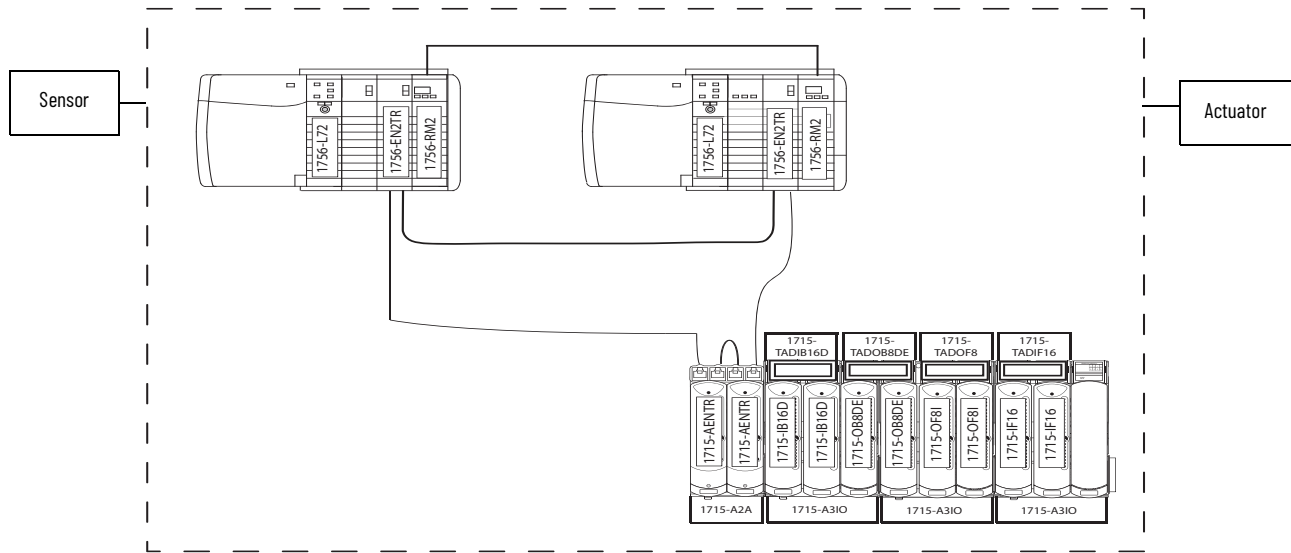 Sensor
Actuator
1756-L72
1756-EN2TR
1756-RM2
1756-L72
1756-EN2TR
1756-RM2
1715-
TADIB16D
1715-
TADOB8DE
1715-
TADOF8
1715-
TADIF16
1715-AENTR
1715-AENTR
1715-IB16D
1715-IB16D
1715-OB8DE
1715-OB8DE
1715-OF8I
1715-OF8I
1715-IF16
1715-IF16
1715-A2A
1715-A3IO
1715-A3IO
1715-A3IO